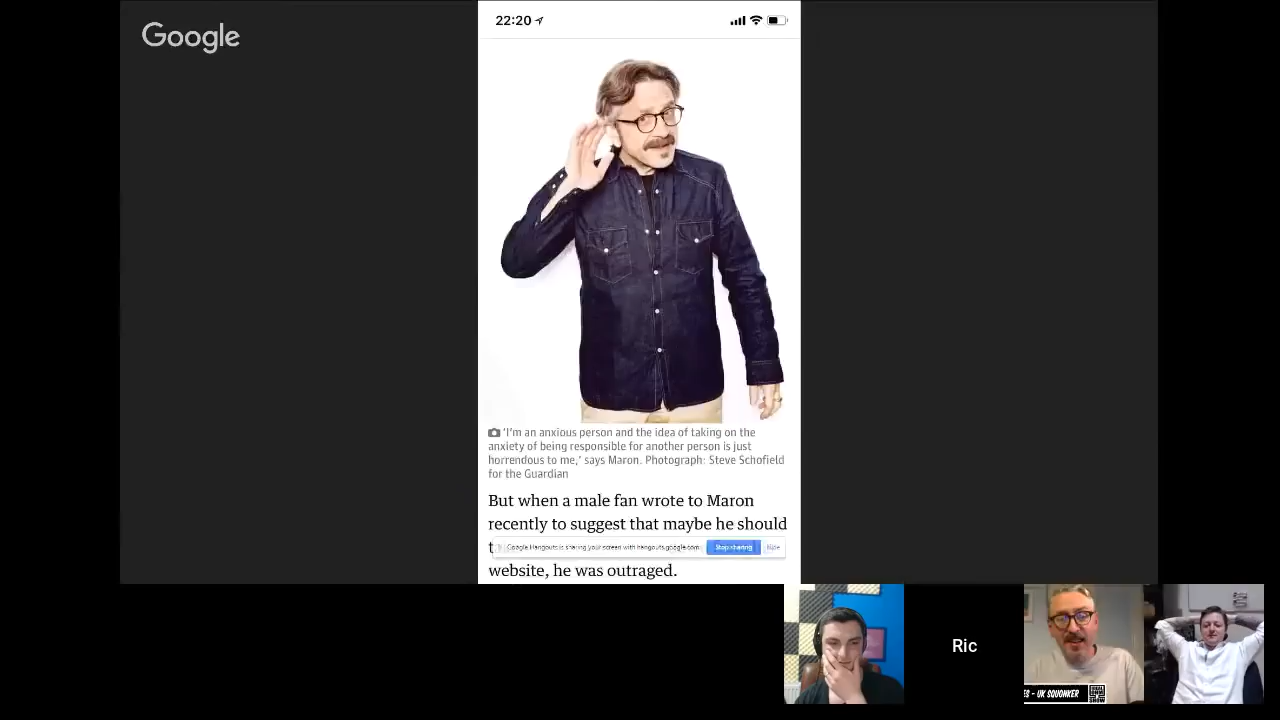 Google
22:20
'I'm an anxious person and the idea of taking on the
anxiety of being responsible for another person is just
horrendous to me,' says Maron. Photograph: Steve Schofield
for the Guardian
But when a male fan wrote to Maron
recently to suggest that maybe he should
Google Hangouts is sharing your screen with hangouts.google.com.
Stop sharing
Hide
website, he was outraged.
Ric
ES - UK SQUONKER
SHOW